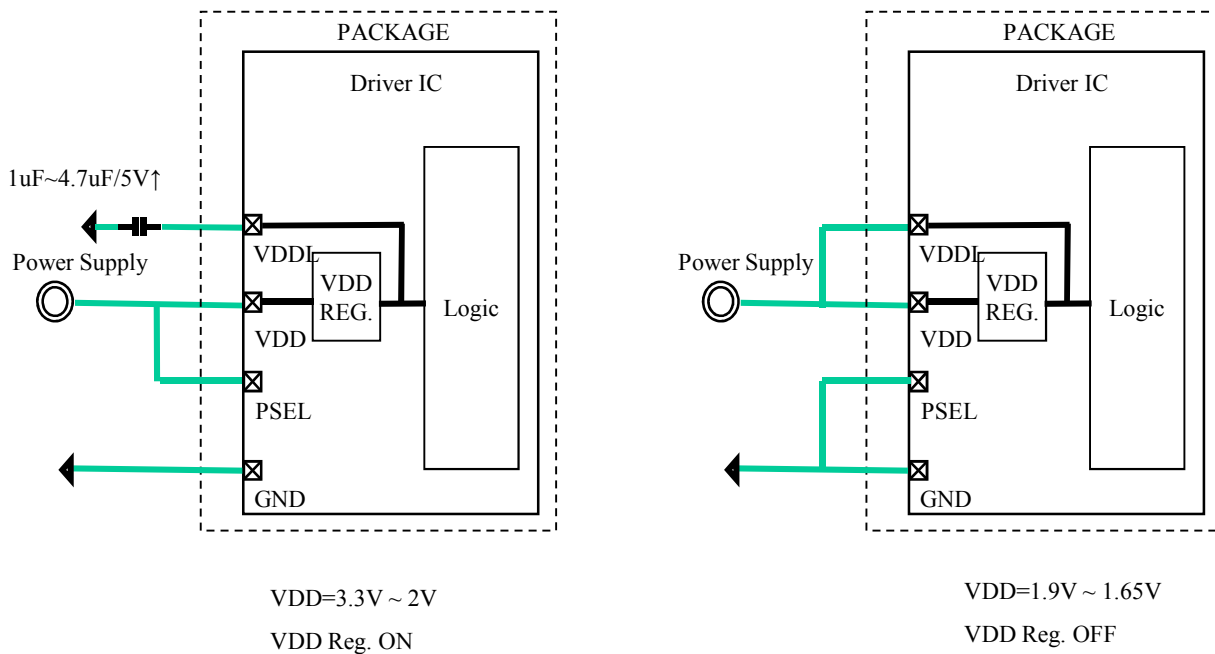 PACKAGE
Driver IC
1uF~4.7uF/5V↑
VDDL
Power Supply
VDD
REG.
Logic
VDD
PSEL
GND
VDD=3.3V ~ 2V
VDD Reg. ON
PACKAGE
Driver IC
VDDL
Power Supply
VDD
REG.
Logic
VDD
PSEL
GND
VDD=1.9V ~ 1.65V
VDD Reg. OFF